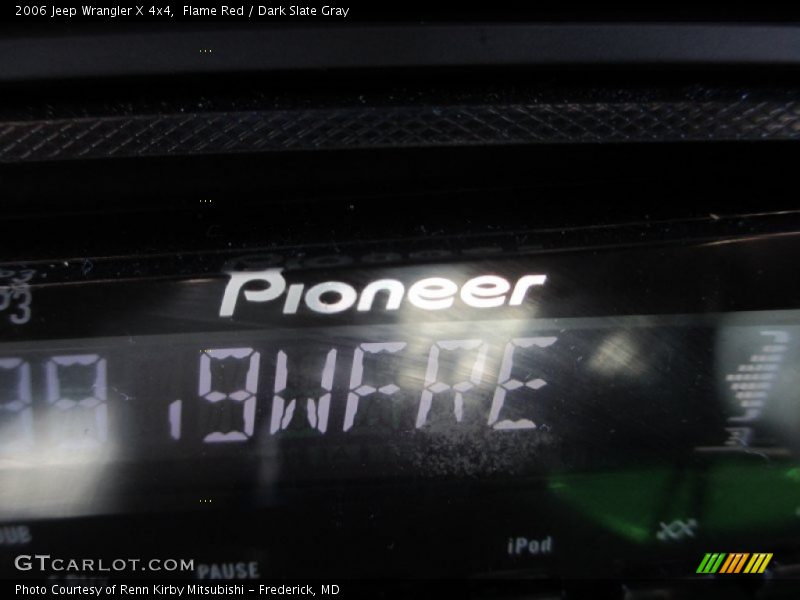 2006 Jeep Wrangler X 4x4,  Flame Red / Dark Slate Gray
Pioneer
.9WFRE
iPod
PAUSE
GTCARLOT.COM
Photo Courtesy of Renn Kirby Mitsubishi - Frederick, MD